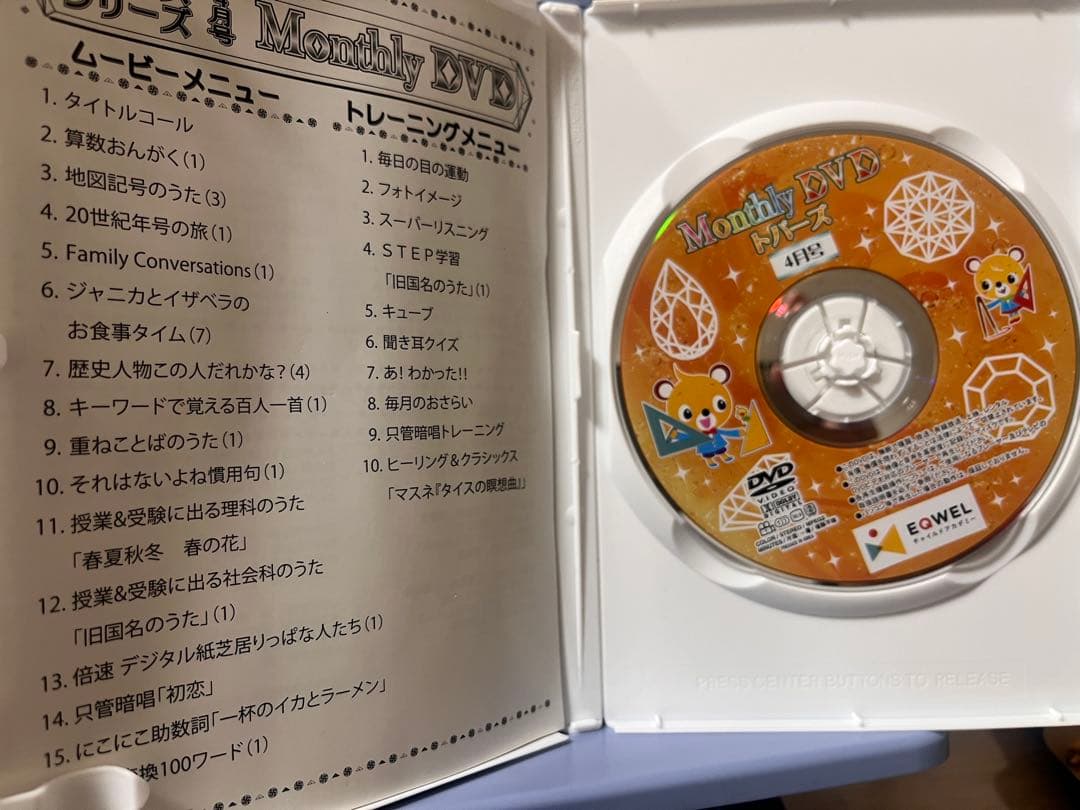 シリーズ 月号 Monthly DVD
ムービーメニュー
1. タイトルコール
2. 算数おんがく(1)
3. 地図記号のうた(3)
4. 20世紀年号の旅(1)
5. Family Conversations(1)
6. ジャニカとイザベラの
お食事タイム(7)
7. 歴史人物この人だれかな?(4)
8. キーワードで覚える百人一首(1)
9. 重ねことばのうた(1)
10. それはないよね慣用句(1)
11. 授業&受験に出る理科のうた
「春夏秋冬 春の花」
12. 授業&受験に出る社会科のうた
「旧国名のうた」(1)
13. 倍速 デジタル紙芝居りっぱな人たち(1)
14. 只管暗唱「初恋」
15. にこにこ助数詞「一杯のイカとラーメン」
換100ワード(1)
トレーニングメニュー
1. 毎日の目の運動
2. フォトイメージ
3. スーパーリスニング
4. STEP学習
「旧国名のうた」(1)
5. キューブ
6. 聞き耳クイズ
7. あ! わかった!!
8. 毎月のおさらい
9. 只管暗唱トレーニング
10. ヒーリング&クラシックス
「マスネ『タイスの瞑想曲』」
Monthly DVD
トパーズ
4月号
DVD
VIDEO
DOLBY
DIGITAL
COLOR / STEREO / MPEG2
EQWEL
チャイルドアカデミー
PRESS CENTER BUTTONS TO RELEASE